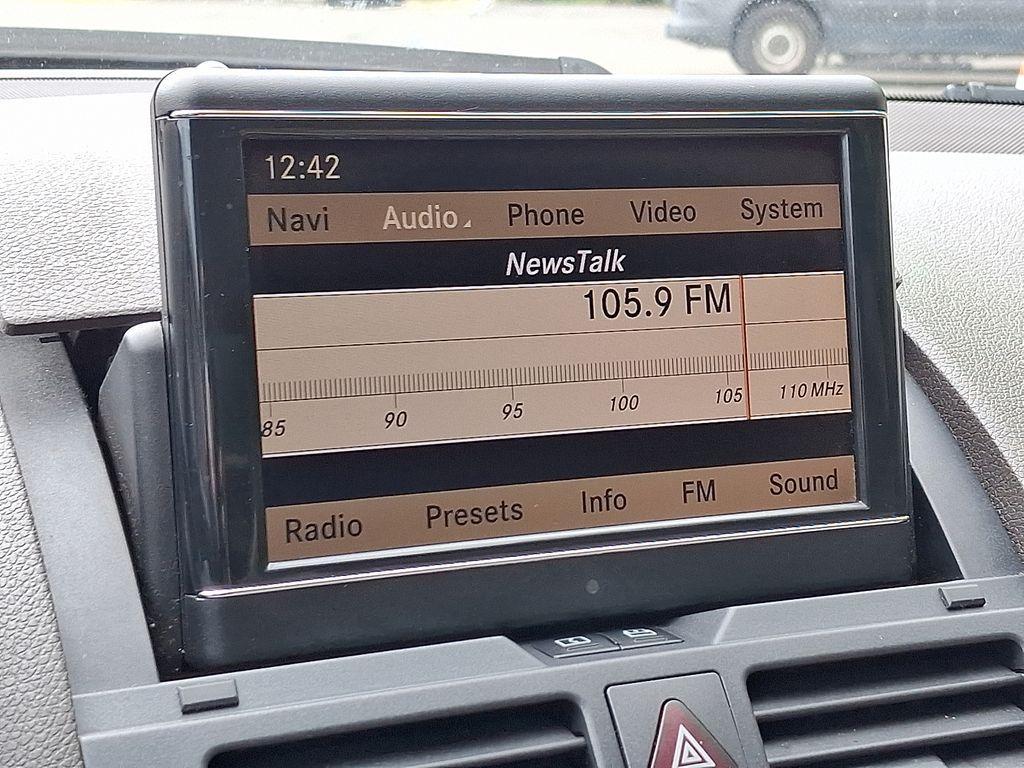 12:42
Navi Audio Phone Video System
NewsTalk
105.9 FM
85 90 95 100 105 110 MHz
Radio Presets Info FM Sound